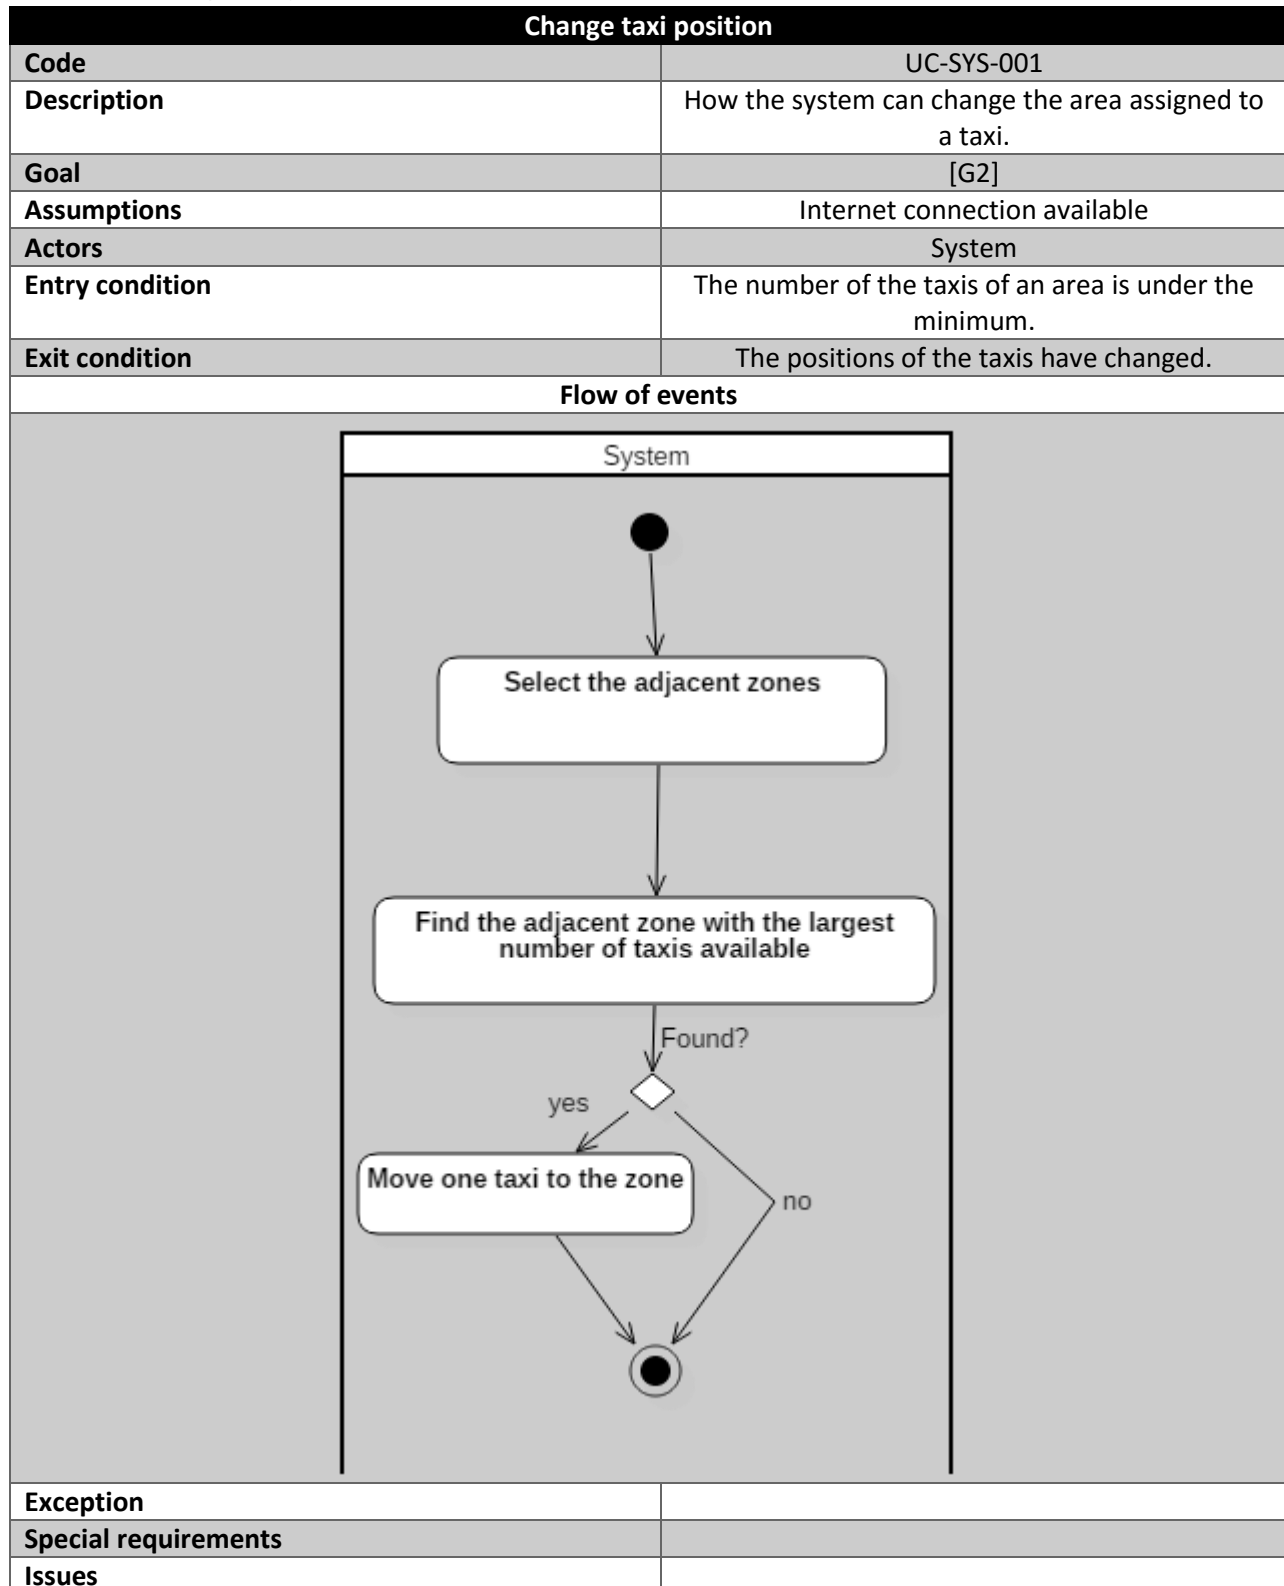 Change taxi position
Code
UC-SYS-001
Description
How the system can change the area assigned to
a taxi.
Goal
[G2]
Assumptions
Internet connection available
Actors
System
Entry condition
The number of the taxis of an area is under the
minimum.
Exit condition
The positions of the taxis have changed.
Flow of events
System
Select the adjacent zones
Find the adjacent zone with the largest
number of taxis available
Found?
yes
Move one taxi to the zone
no
Exception
Special requirements
Issues